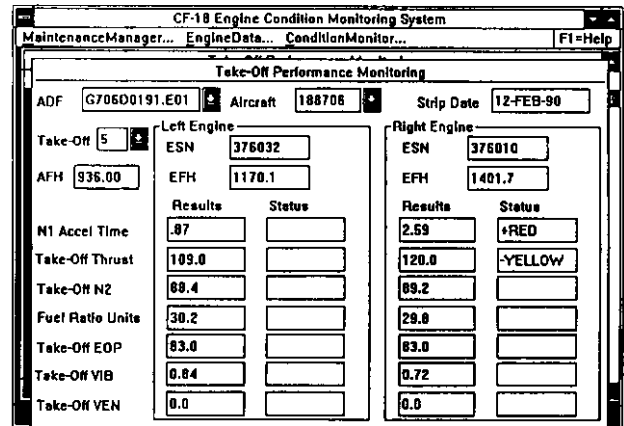 CF-18 Engine Condition Monitoring System
MaintenanceManager... EngineData... ConditionMonitor... F1=Help
Take-Off Performance Monitoring
ADF G706D0191.E01 Aircraft 188706 Strip Date 12-FEB-90
Take-Off 5
AFH 936.00
Left Engine
ESN 376032
EFH 1170.1
Right Engine
ESN 376010
EFH 1401.7
Results Status Results Status
N1 Accel Time .87 2.59 +RED
Take-Off Thrust 109.0 120.0 -YELLOW
Take-Off N2 88.4 89.2
Fuel Ratio Units 30.2 29.8
Take-Off EOP 83.0 83.0
Take-Off VIB 0.84 0.72
Take-Off VEN 0.0 0.0